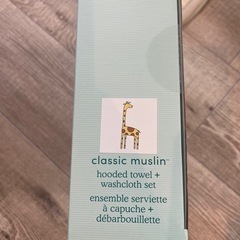 classic muslin™
hooded towel +
washcloth set
ensemble serviette
à capuche +
débarbouillette